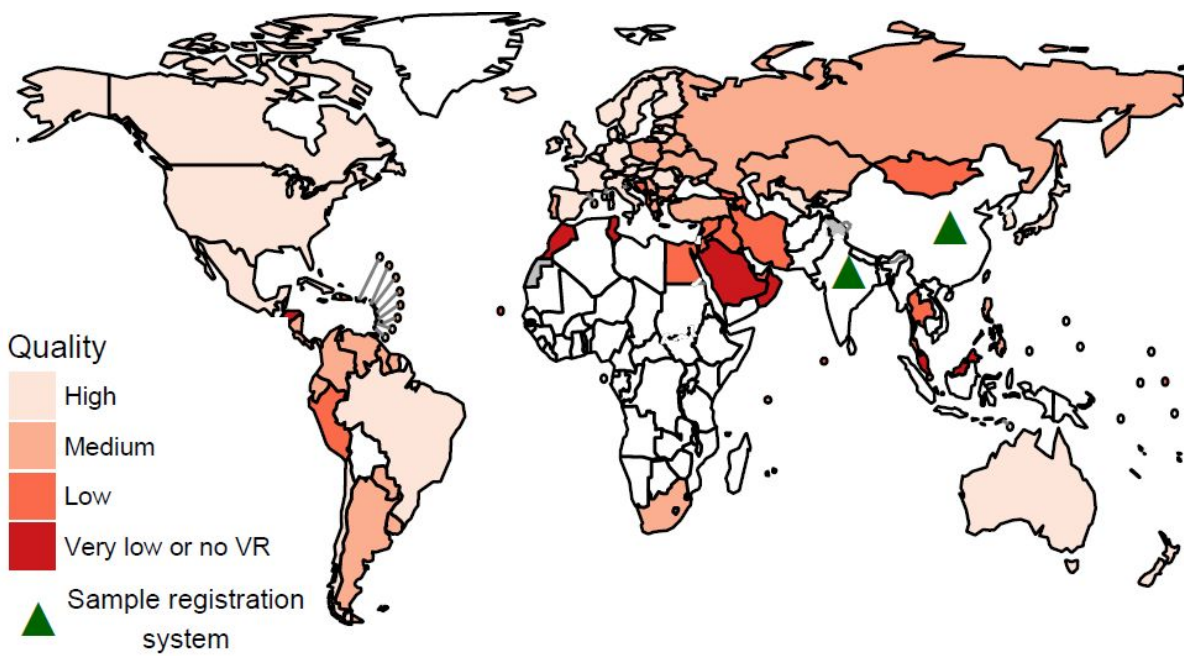 Quality
High
Medium
Low
Very low or no VR
Sample registration
system